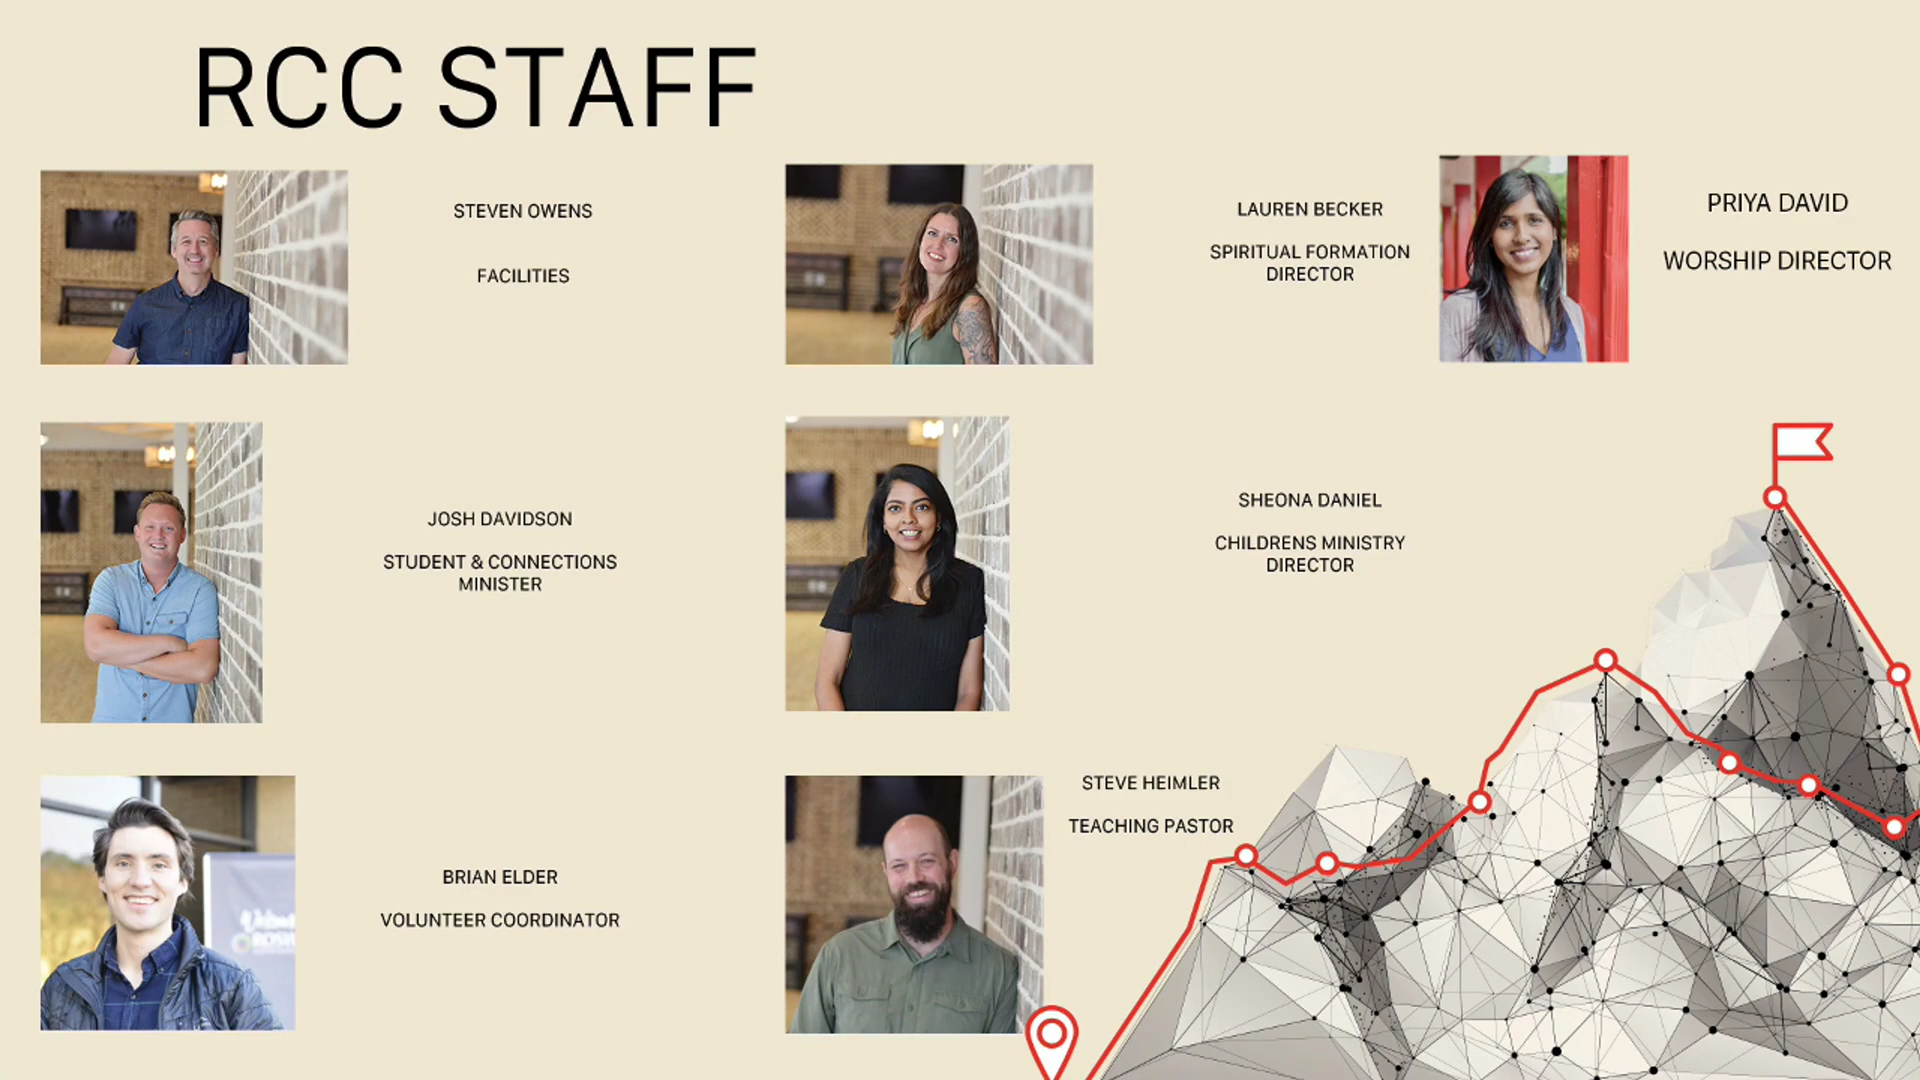 RCC STAFF
STEVEN OWENS
FACILITIES
LAUREN BECKER
SPIRITUAL FORMATION
DIRECTOR
PRIYA DAVID
WORSHIP DIRECTOR
JOSH DAVIDSON
STUDENT & CONNECTIONS
MINISTER
SHEONA DANIEL
CHILDRENS MINISTRY
DIRECTOR
BRIAN ELDER
VOLUNTEER COORDINATOR
STEVE HEIMLER
TEACHING PASTOR